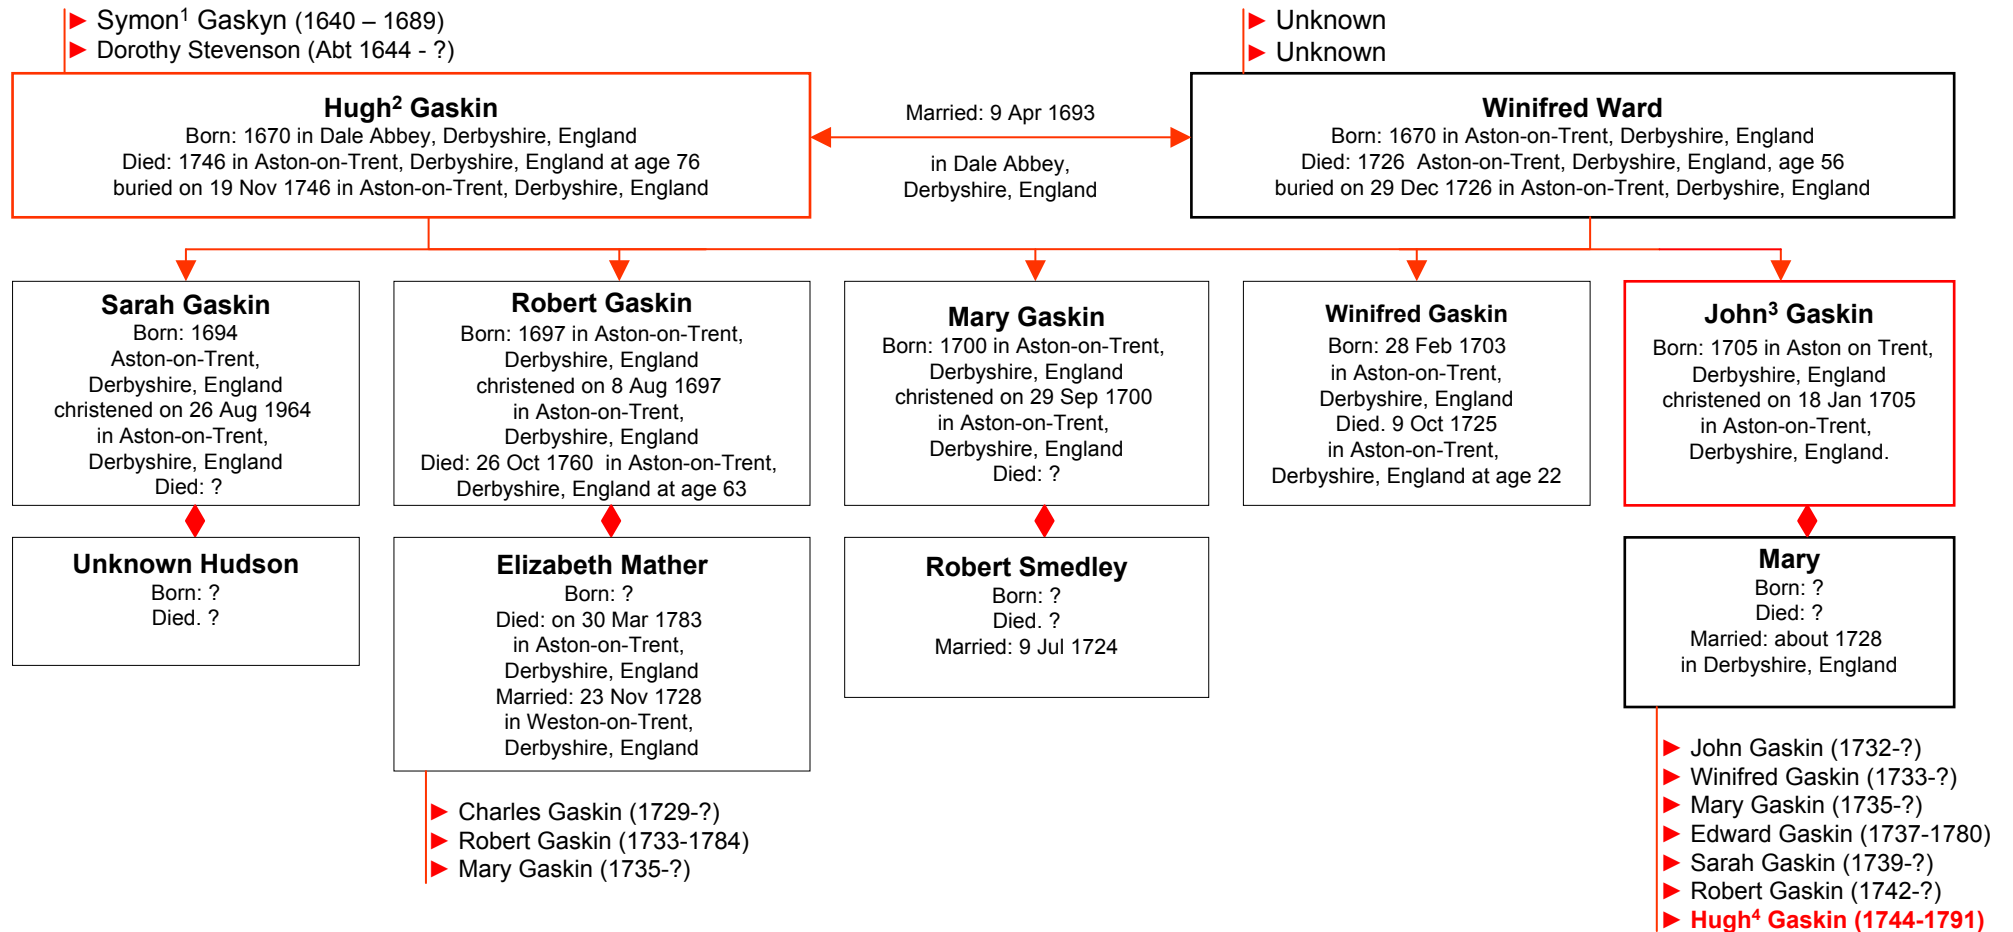 Symon¹ Gaskyn (1640 – 1689)
Dorothy Stevenson (Abt 1644 - ?)
Unknown
Unknown
Hugh² Gaskin
Born: 1670 in Dale Abbey, Derbyshire, England
Died: 1746 in Aston-on-Trent, Derbyshire, England at age 76
buried on 19 Nov 1746 in Aston-on-Trent, Derbyshire, England
Married: 9 Apr 1693
in Dale Abbey,
Derbyshire, England
Winifred Ward
Born: 1670 in Aston-on-Trent, Derbyshire, England
Died: 1726 Aston-on-Trent, Derbyshire, England, age 56
buried on 29 Dec 1726 in Aston-on-Trent, Derbyshire, England
Sarah Gaskin
Born: 1694
Aston-on-Trent,
Derbyshire, England
christened on 26 Aug 1964
in Aston-on-Trent,
Derbyshire, England
Died: ?
Robert Gaskin
Born: 1697 in Aston-on-Trent,
Derbyshire, England
christened on 8 Aug 1697
in Aston-on-Trent,
Derbyshire, England
Died: 26 Oct 1760 in Aston-on-Trent,
Derbyshire, England at age 63
Mary Gaskin
Born: 1700 in Aston-on-Trent,
Derbyshire, England
christened on 29 Sep 1700
in Aston-on-Trent,
Derbyshire, England
Died: ?
Winifred Gaskin
Born: 28 Feb 1703
in Aston-on-Trent,
Derbyshire, England
Died. 9 Oct 1725
in Aston-on-Trent,
Derbyshire, England at age 22
John³ Gaskin
Born: 1705 in Aston on Trent,
Derbyshire, England
christened on 18 Jan 1705
in Aston-on-Trent,
Derbyshire, England.
Unknown Hudson
Born: ?
Died. ?
Elizabeth Mather
Born: ?
Died: on 30 Mar 1783
in Aston-on-Trent,
Derbyshire, England
Married: 23 Nov 1728
in Weston-on-Trent,
Derbyshire, England
Robert Smedley
Born: ?
Died. ?
Married: 9 Jul 1724
Mary
Born: ?
Died: ?
Married: about 1728
in Derbyshire, England
Charles Gaskin (1729-?)
Robert Gaskin (1733-1784)
Mary Gaskin (1735-?)
John Gaskin (1732-?)
Winifred Gaskin (1733-?)
Mary Gaskin (1735-?)
Edward Gaskin (1737-1780)
Sarah Gaskin (1739-?)
Robert Gaskin (1742-?)
Hugh⁴ Gaskin (1744-1791)